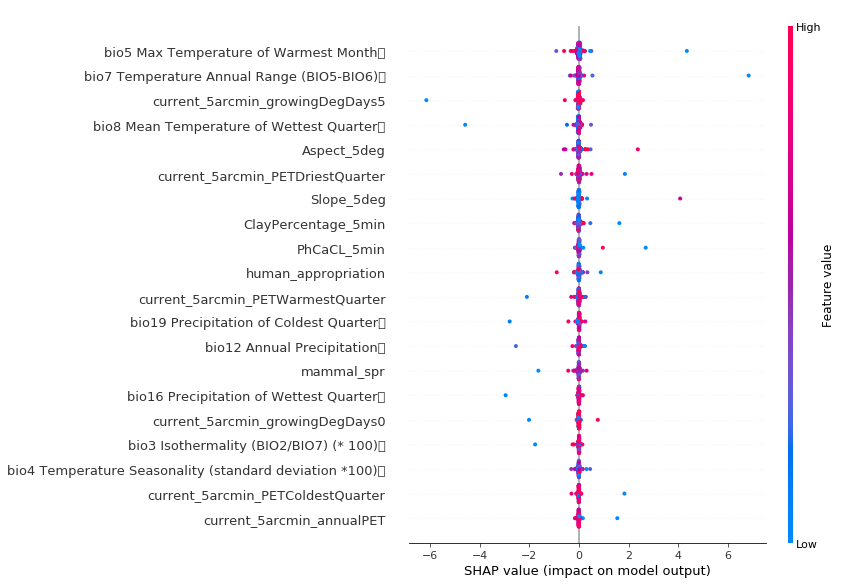 High
bio5 Max Temperature of Warmest Month
bio7 Temperature Annual Range (BIO5-BIO6)
current_5arcmin_growingDegDays5
bio8 Mean Temperature of Wettest Quarter
Aspect_5deg
current_5arcmin_PETDriestQuarter
Slope_5deg
ClayPercentage_5min
PhCaCL_5min
human_appropriation
current_5arcmin_PETWarmestQuarter
bio19 Precipitation of Coldest Quarter
bio12 Annual Precipitation
mammal_spr
bio16 Precipitation of Wettest Quarter
current_5arcmin_growingDegDays0
bio3 Isothermality (BIO2/BIO7) (* 100)
bio4 Temperature Seasonality (standard deviation *100)
current_5arcmin_PETColdestQuarter
current_5arcmin_annualPET
Feature value
Low
−6 −4 −2 0 2 4 6
SHAP value (impact on model output)